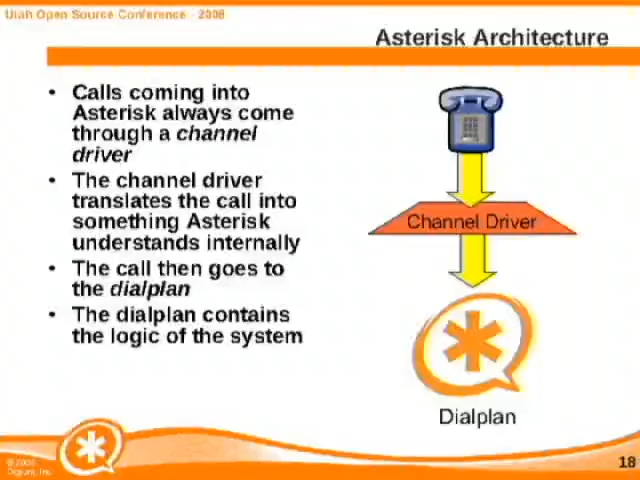 Utah Open Source Conference - 2008
Asterisk Architecture
• Calls coming into
Asterisk always come
through a channel
driver
• The channel driver
translates the call into
something Asterisk
understands internally
• The call then goes to
the dialplan
• The dialplan contains
the logic of the system
Channel Driver
Dialplan
Digium, Inc.
18